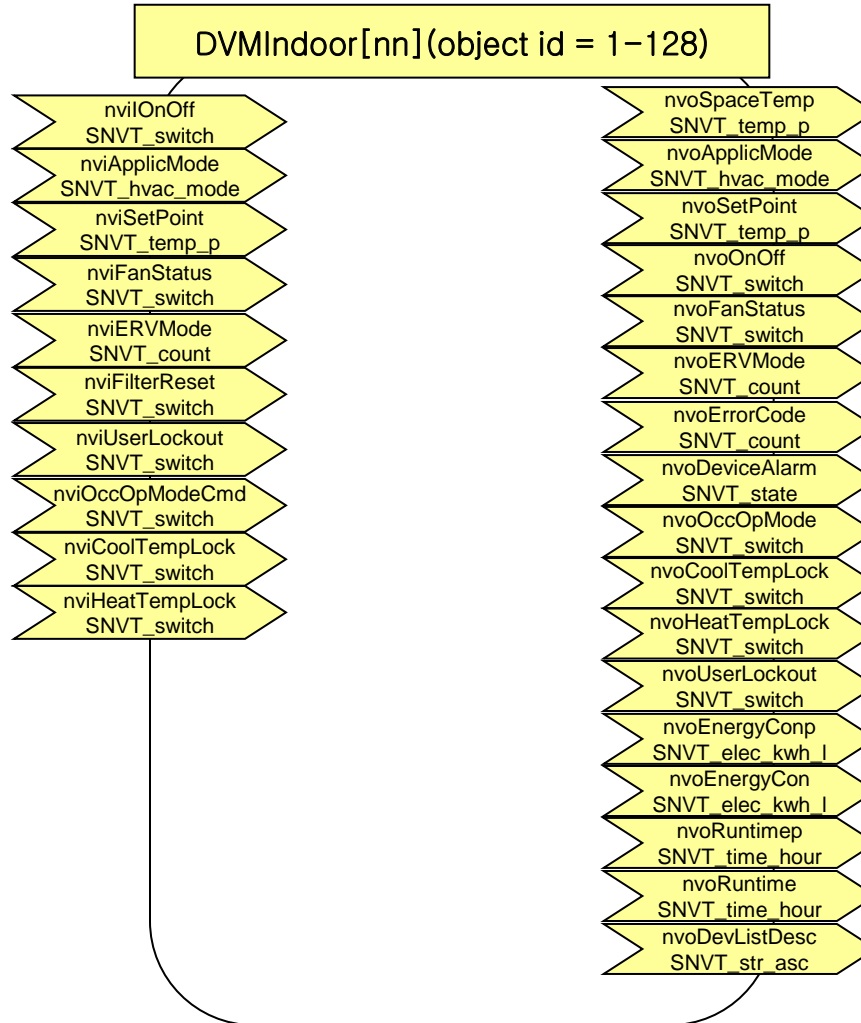 DVMIndoor[nn](object id = 1-128)
nviIOnOff
SNVT_switch
nviApplicMode
SNVT_hvac_mode
nviSetPoint
SNVT_temp_p
nviFanStatus
SNVT_switch
nviERVMode
SNVT_count
nviFilterReset
SNVT_switch
nviUserLockout
SNVT_switch
nviOccOpModeCmd
SNVT_switch
nviCoolTempLock
SNVT_switch
nviHeatTempLock
SNVT_switch
nvoSpaceTemp
SNVT_temp_p
nvoApplicMode
SNVT_hvac_mode
nvoSetPoint
SNVT_temp_p
nvoOnOff
SNVT_switch
nvoFanStatus
SNVT_switch
nvoERVMode
SNVT_count
nvoErrorCode
SNVT_count
nvoDeviceAlarm
SNVT_state
nvoOccOpMode
SNVT_switch
nvoCoolTempLock
SNVT_switch
nvoHeatTempLock
SNVT_switch
nvoUserLockout
SNVT_switch
nvoEnergyConp
SNVT_elec_kwh_l
nvoEnergyCon
SNVT_elec_kwh_l
nvoRuntimep
SNVT_time_hour
nvoRuntime
SNVT_time_hour
nvoDevListDesc
SNVT_str_asc